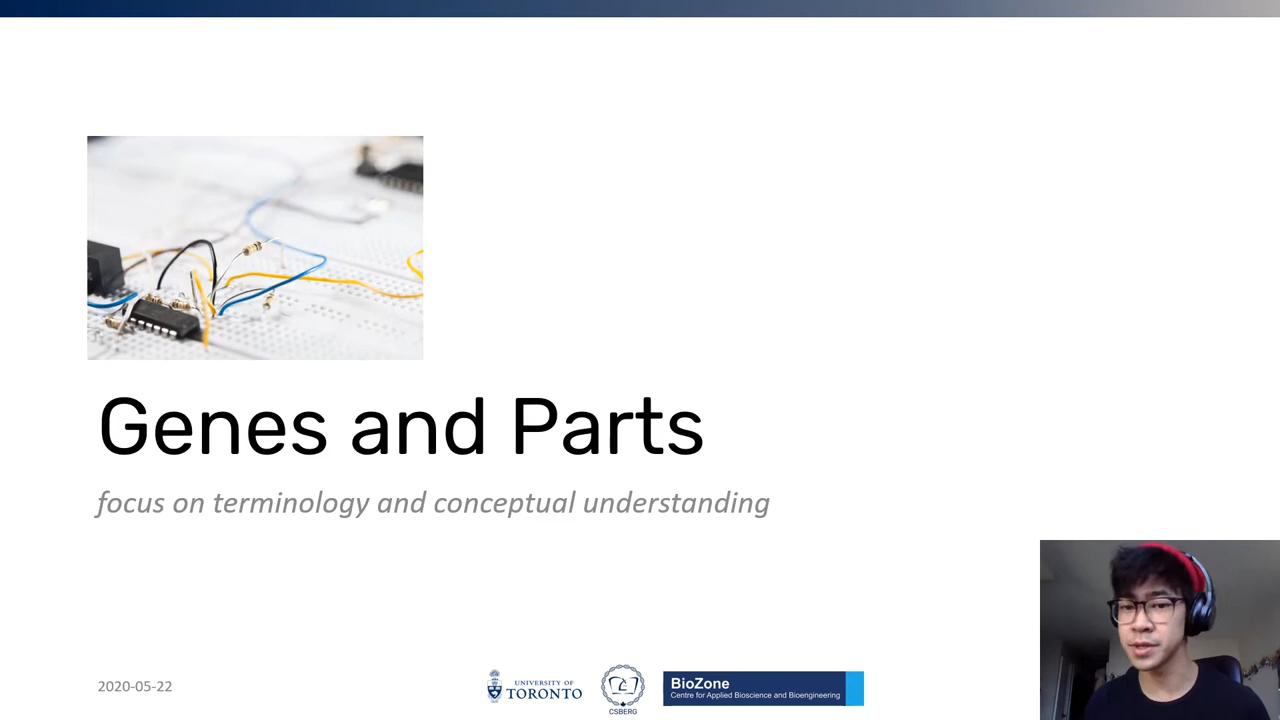 Genes and Parts
focus on terminology and conceptual understanding
2020-05-22
UNIVERSITY OF
TORONTO
CSBERG
BioZone
Centre for Applied Bioscience and Bioengineering